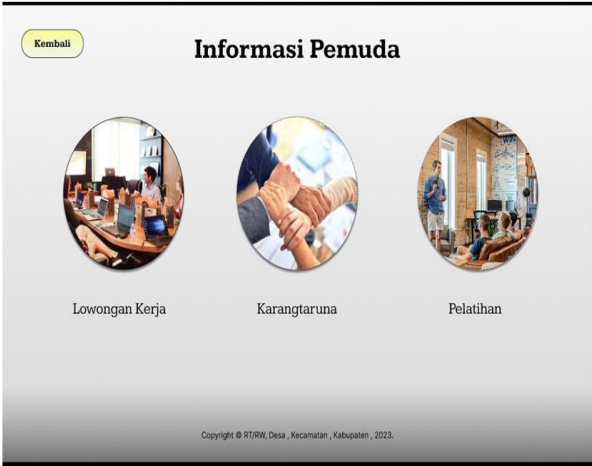 Kembali
Informasi Pemuda
Lowongan Kerja
Karangtaruna
Pelatihan
Copyright © RT/RW, Desa , Kecamatan , Kabupaten , 2023.